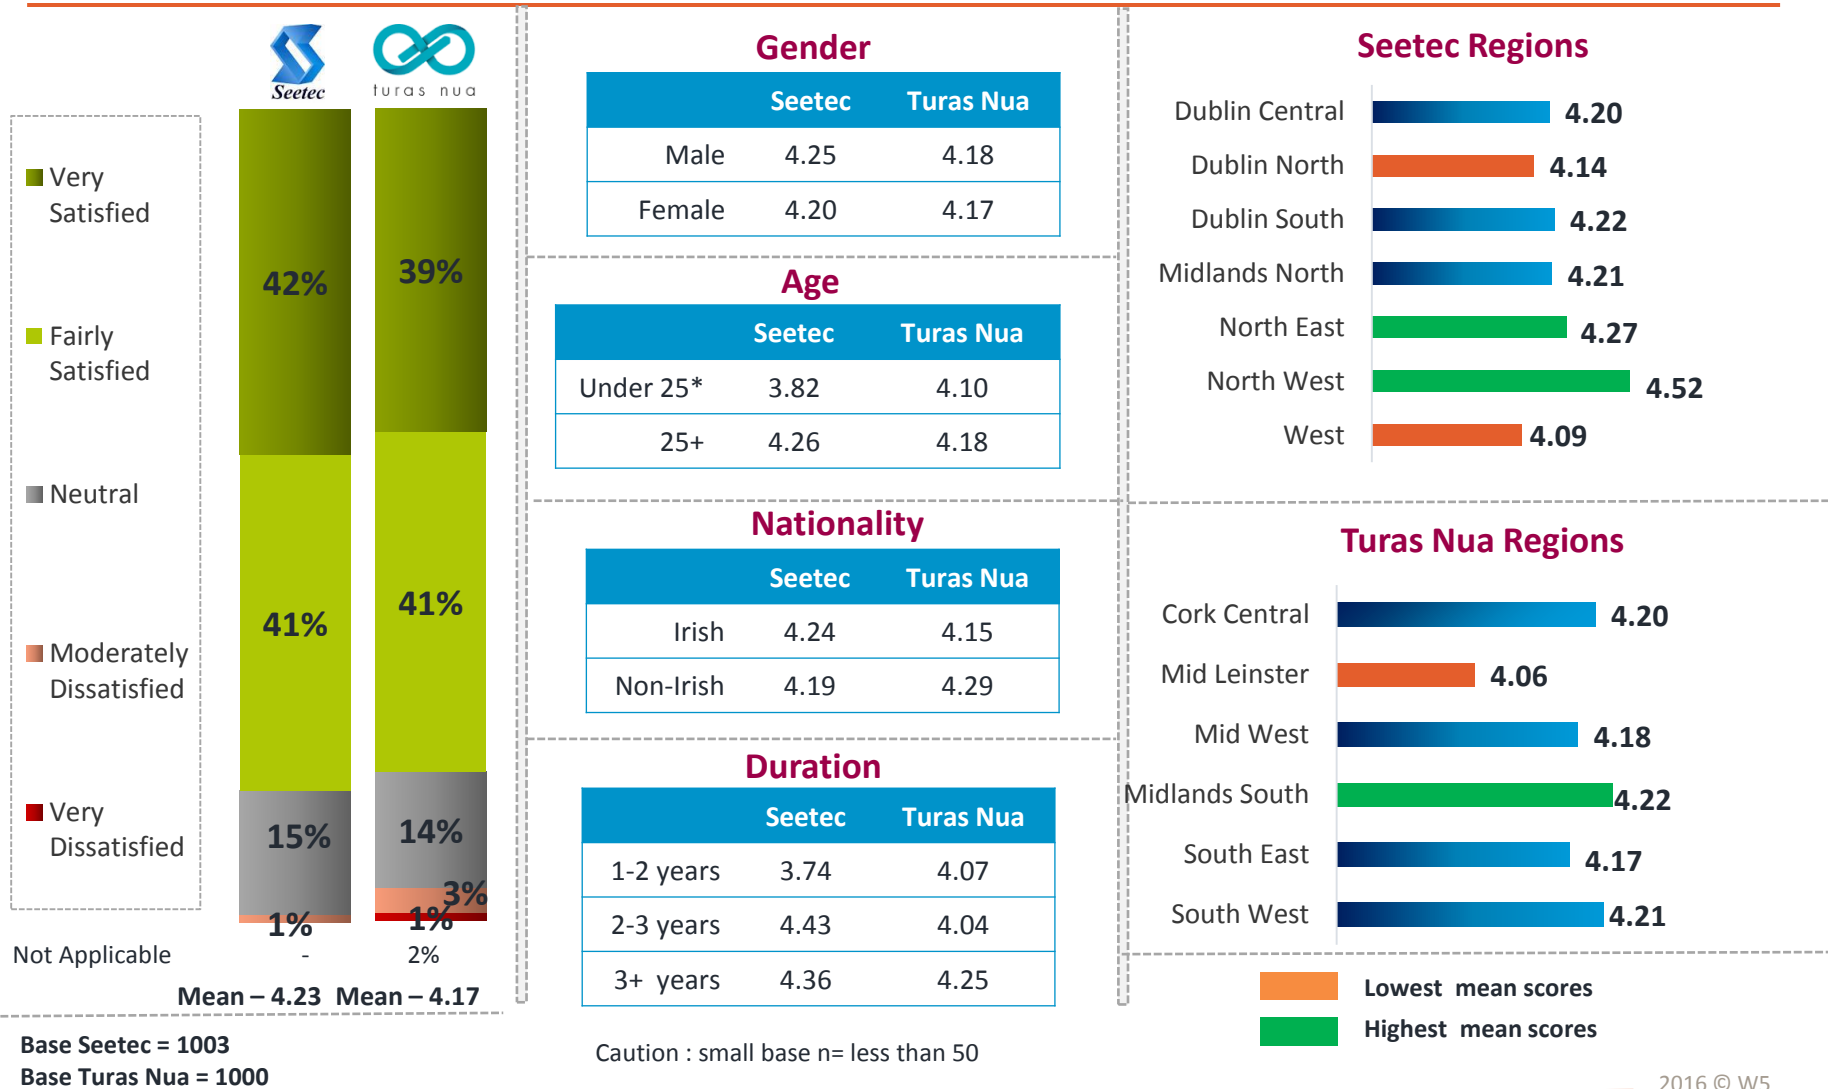 Seetec
turas nua
Very
Satisfied
Fairly
Satisfied
Neutral
Moderately
Dissatisfied
Very
Dissatisfied
42%
39%
41%
41%
15%
14%
3%
1%
1%
Not Applicable - 2%
Mean – 4.23 Mean – 4.17
Base Seetec = 1003
Base Turas Nua = 1000
Gender
Seetec Turas Nua
Male 4.25 4.18
Female 4.20 4.17
Age
Seetec Turas Nua
Under 25* 3.82 4.10
25+ 4.26 4.18
Nationality
Seetec Turas Nua
Irish 4.24 4.15
Non-Irish 4.19 4.29
Duration
Seetec Turas Nua
1-2 years 3.74 4.07
2-3 years 4.43 4.04
3+ years 4.36 4.25
Caution : small base n= less than 50
Seetec Regions
Dublin Central 4.20
Dublin North 4.14
Dublin South 4.22
Midlands North 4.21
North East 4.27
North West 4.52
West 4.09
Turas Nua Regions
Cork Central 4.20
Mid Leinster 4.06
Mid West 4.18
Midlands South 4.22
South East 4.17
South West 4.21
Lowest mean scores
Highest mean scores
2016 © W5